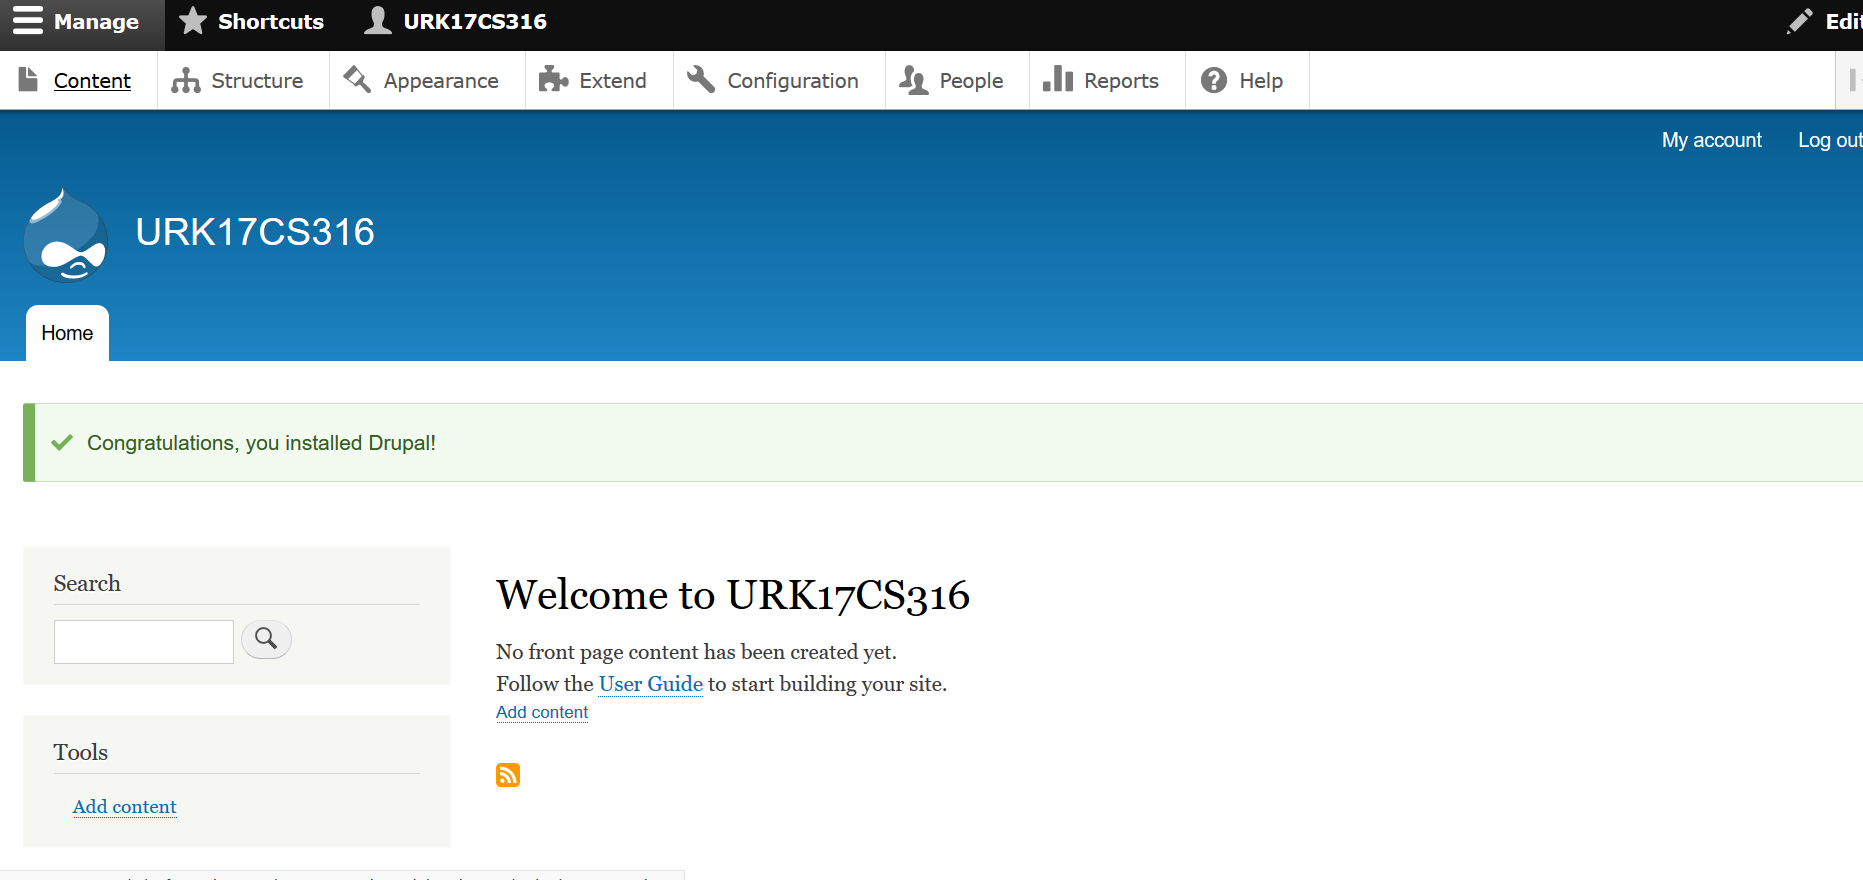 Manage Shortcuts URK17CS316
Content Structure Appearance Extend Configuration People Reports Help
My account Log out
URK17CS316
Home
Congratulations, you installed Drupal!
Search
Welcome to URK17CS316
No front page content has been created yet.
Follow the User Guide to start building your site.
Add content
Tools
Add content